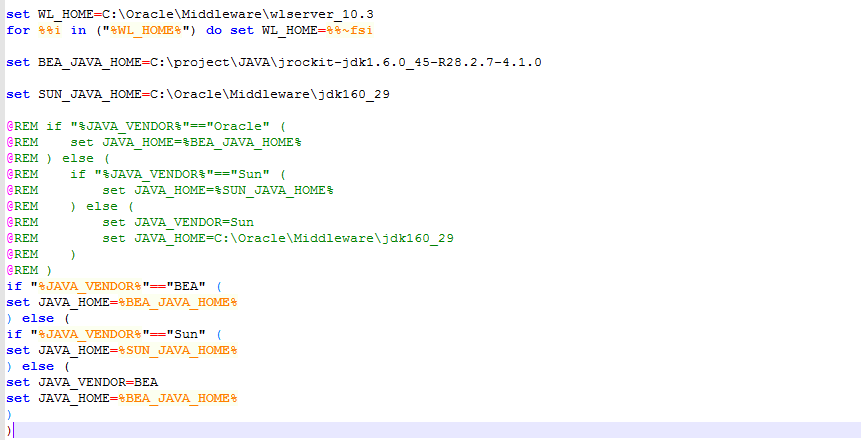 set WL_HOME=C:\Oracle\Middleware\wlserver_10.3
for %%i in ("%WL_HOME%") do set WL_HOME=%%~fsi
set BEA_JAVA_HOME=C:\project\JAVA\jrockit-jdk1.6.0_45-R28.2.7-4.1.0
set SUN_JAVA_HOME=C:\Oracle\Middleware\jdk160_29
@REM if "%JAVA_VENDOR%"=="Oracle" (
@REM    set JAVA_HOME=%BEA_JAVA_HOME%
@REM ) else (
@REM    if "%JAVA_VENDOR%"=="Sun" (
@REM        set JAVA_HOME=%SUN_JAVA_HOME%
@REM    ) else (
@REM        set JAVA_VENDOR=Sun
@REM        set JAVA_HOME=C:\Oracle\Middleware\jdk160_29
@REM    )
@REM )
if "%JAVA_VENDOR%"=="BEA" (
set JAVA_HOME=%BEA_JAVA_HOME%
) else (
if "%JAVA_VENDOR%"=="Sun" (
set JAVA_HOME=%SUN_JAVA_HOME%
) else (
set JAVA_VENDOR=BEA
set JAVA_HOME=%BEA_JAVA_HOME%
)
)